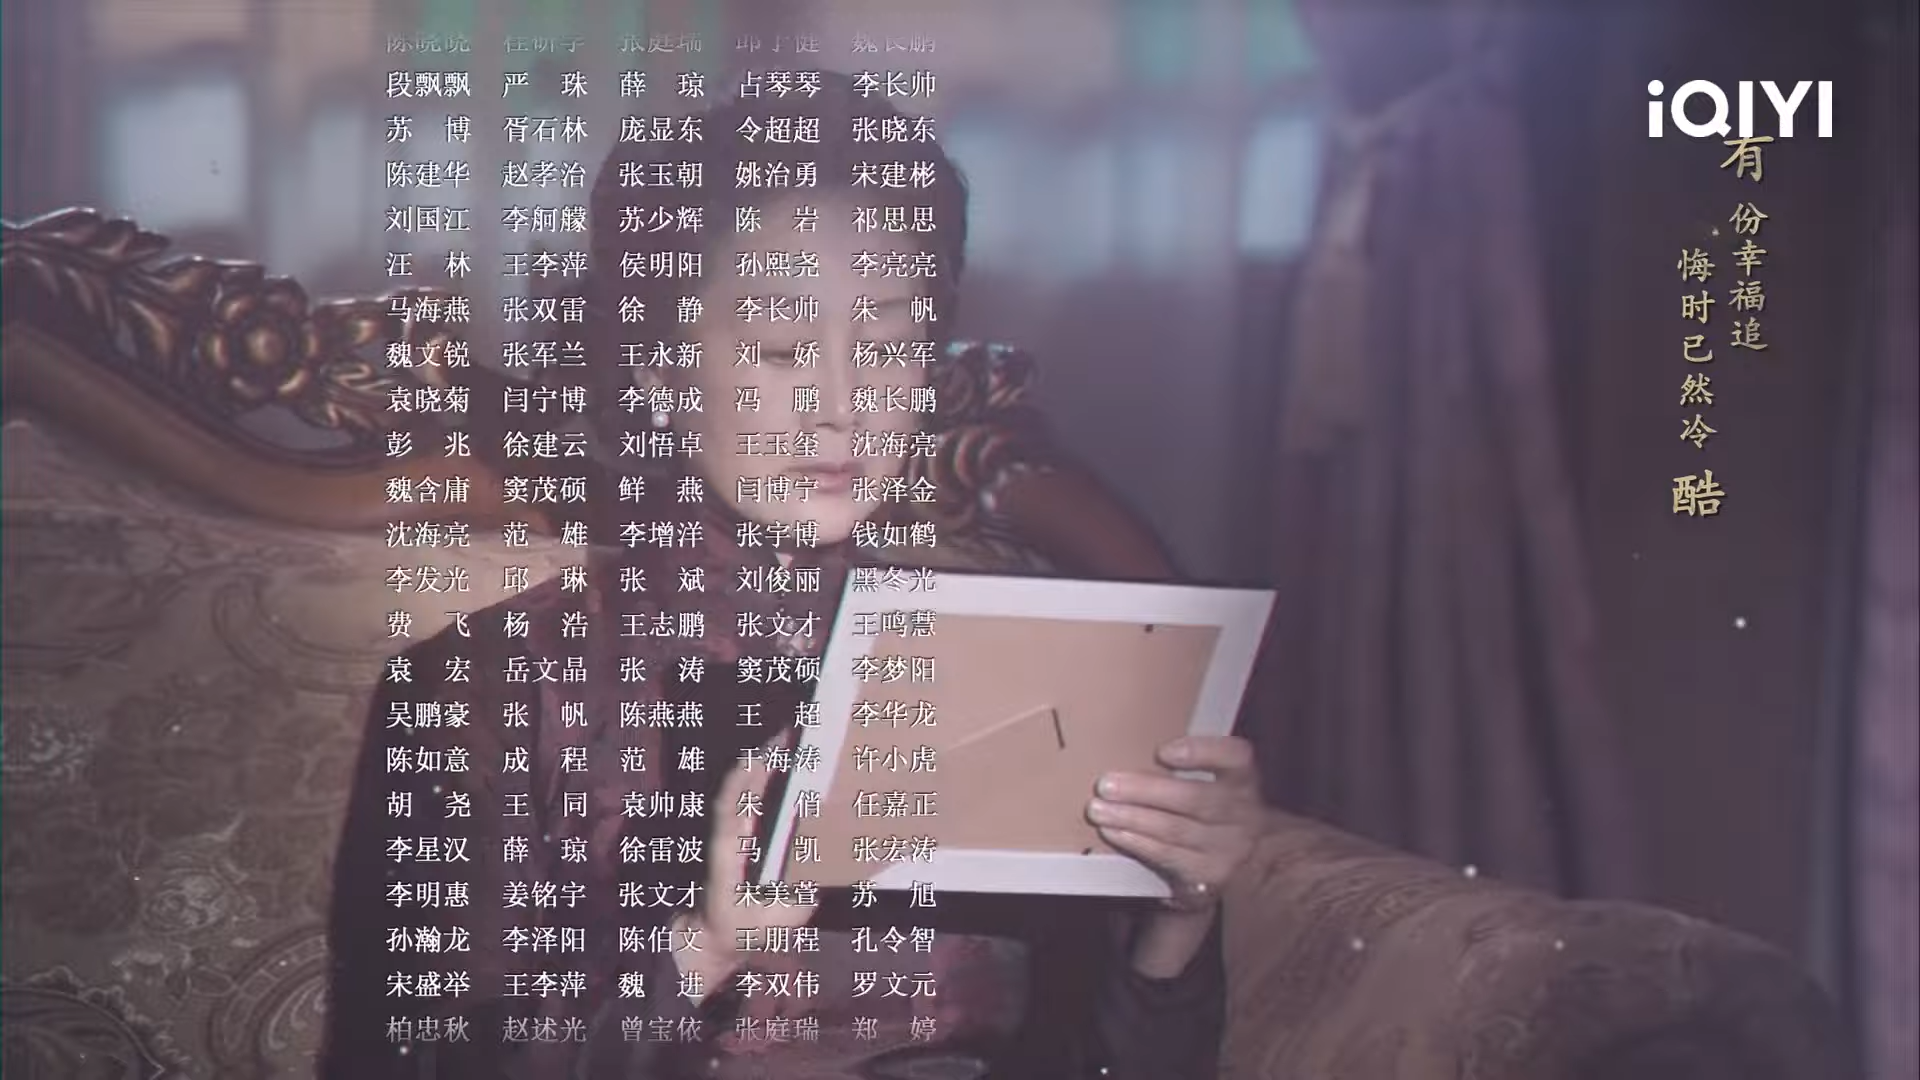 段飘飘 严 珠 薛 琼 占琴琴 李长帅
苏 博 胥石林 庞显东 令超超 张晓东
陈建华 赵孝治 张玉朝 姚治勇 宋建彬
刘国江 李舸艨 苏少辉 陈 岩 祁思思
汪 林 王李萍 侯明阳 孙熙尧 李亮亮
马海燕 张双雷 徐 静 李长帅 朱 帆
魏文锐 张军兰 王永新 刘 娇 杨兴军
袁晓菊 闫宁博 李德成 冯 鹏 魏长鹏
彭 兆 徐建云 刘悟卓 王玉玺 沈海亮
魏含庸 窦茂硕 鲜 燕 闫博宁 张泽金
沈海亮 范 雄 李增洋 张宇博 钱如鹤
李发光 邱 琳 张 斌 刘俊丽 黑冬光
费 飞 杨 浩 王志鹏 张文才 王鸣慧
袁 宏 岳文晶 张 涛 窦茂硕 李梦阳
吴鹏豪 张 帆 陈燕燕 王 超 李华龙
陈如意 成 程 范 雄 于海涛 许小虎
胡 尧 王 同 袁帅康 朱 俏 任嘉正
李星汉 薛 琼 徐雷波 马 凯 张宏涛
李明惠 姜铭宇 张文才 宋美萱 苏 旭
孙瀚龙 李泽阳 陈伯文 王朋程 孔令智
宋盛举 王李萍 魏 进 李双伟 罗文元
柏忠秋 赵述光 曾宝依 张庭瑞 郑 婷
iQIYI
有份幸福追
悔时已然冷酷